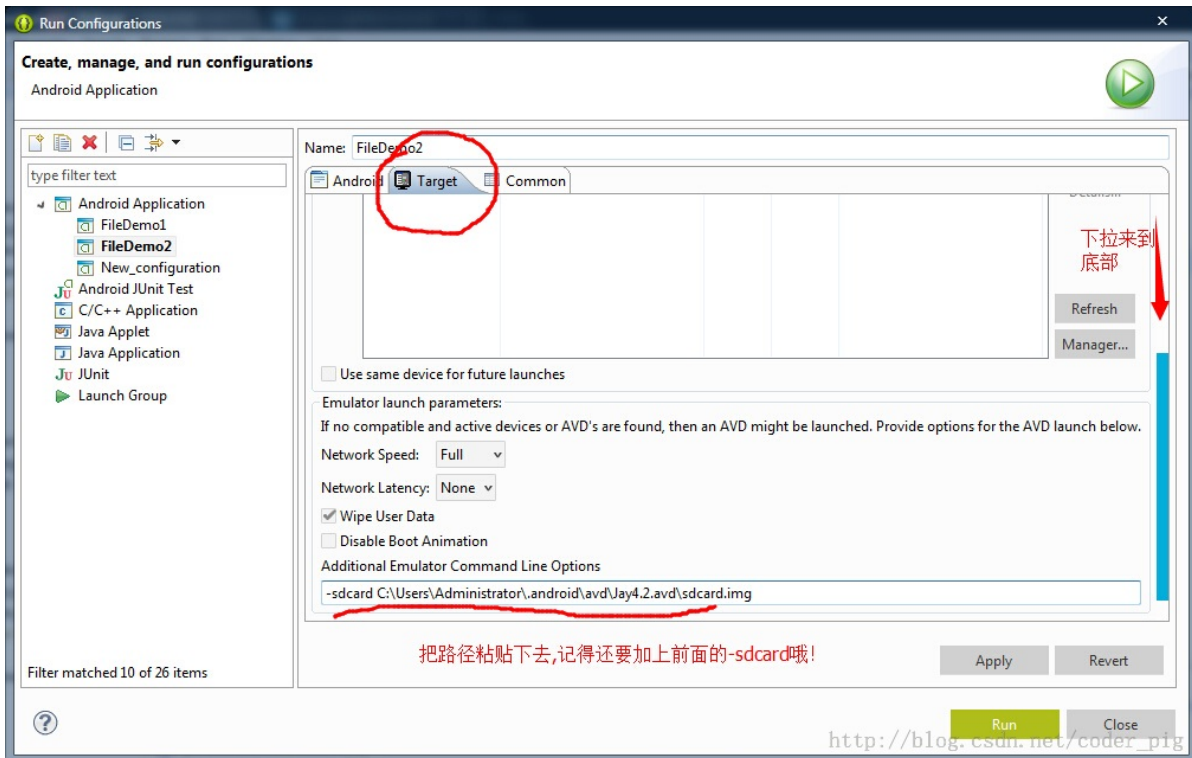 Run Configurations
Create, manage, and run configurations
Android Application
type filter text
Android Application
FileDemo1
FileDemo2
New_configuration
Android JUnit Test
C/C++ Application
Java Applet
Java Application
JUnit
Launch Group
Filter matched 10 of 26 items
Name: FileDemo2
Android Target Common
Details...
下拉来到
底部
Refresh
Manager...
Use same device for future launches
Emulator launch parameters:
If no compatible and active devices or AVD's are found, then an AVD might be launched. Provide options for the AVD launch below.
Network Speed: Full
Network Latency: None
Wipe User Data
Disable Boot Animation
Additional Emulator Command Line Options
-sdcard C:\Users\Administrator\.android\avd\Jay4.2.avd\sdcard.img
把路径粘贴下去,记得还要加上前面的-sdcard哦!
Apply Revert
Run Close
http://blog.csdn.net/coder_pig